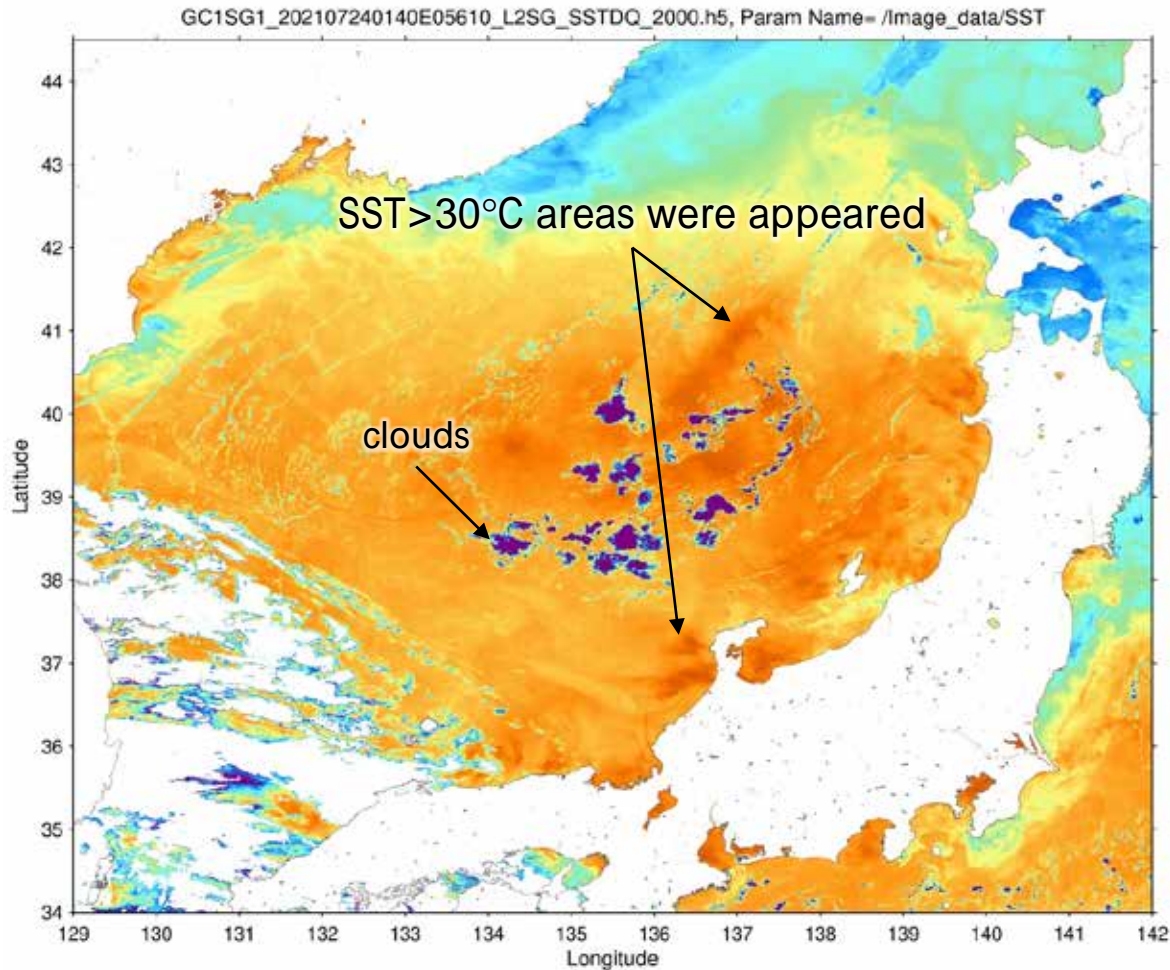 GC1SG1_202107240140E05610_L2SG_SSTDQ_2000.h5, Param Name= /Image_data/SST
44
43
SST>30°C areas were appeared
42
41
40
clouds
Latitude
39
38
37
36
35
34
129 130 131 132 133 134 135 136 137 138 139 140 141 142
Longitude